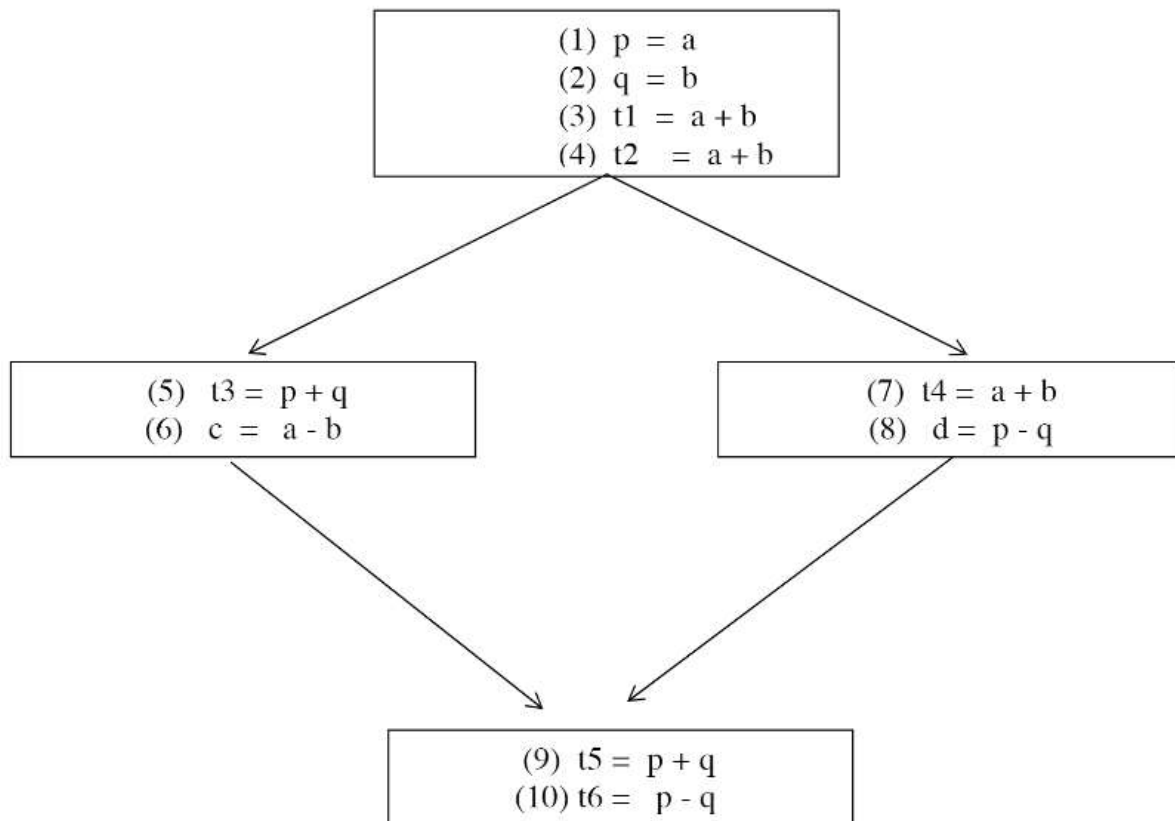 (1) p = a
(2) q = b
(3) t1 = a + b
(4) t2 = a + b
(5) t3 = p + q
(6) c = a - b
(7) t4 = a + b
(8) d = p - q
(9) t5 = p + q
(10) t6 = p - q